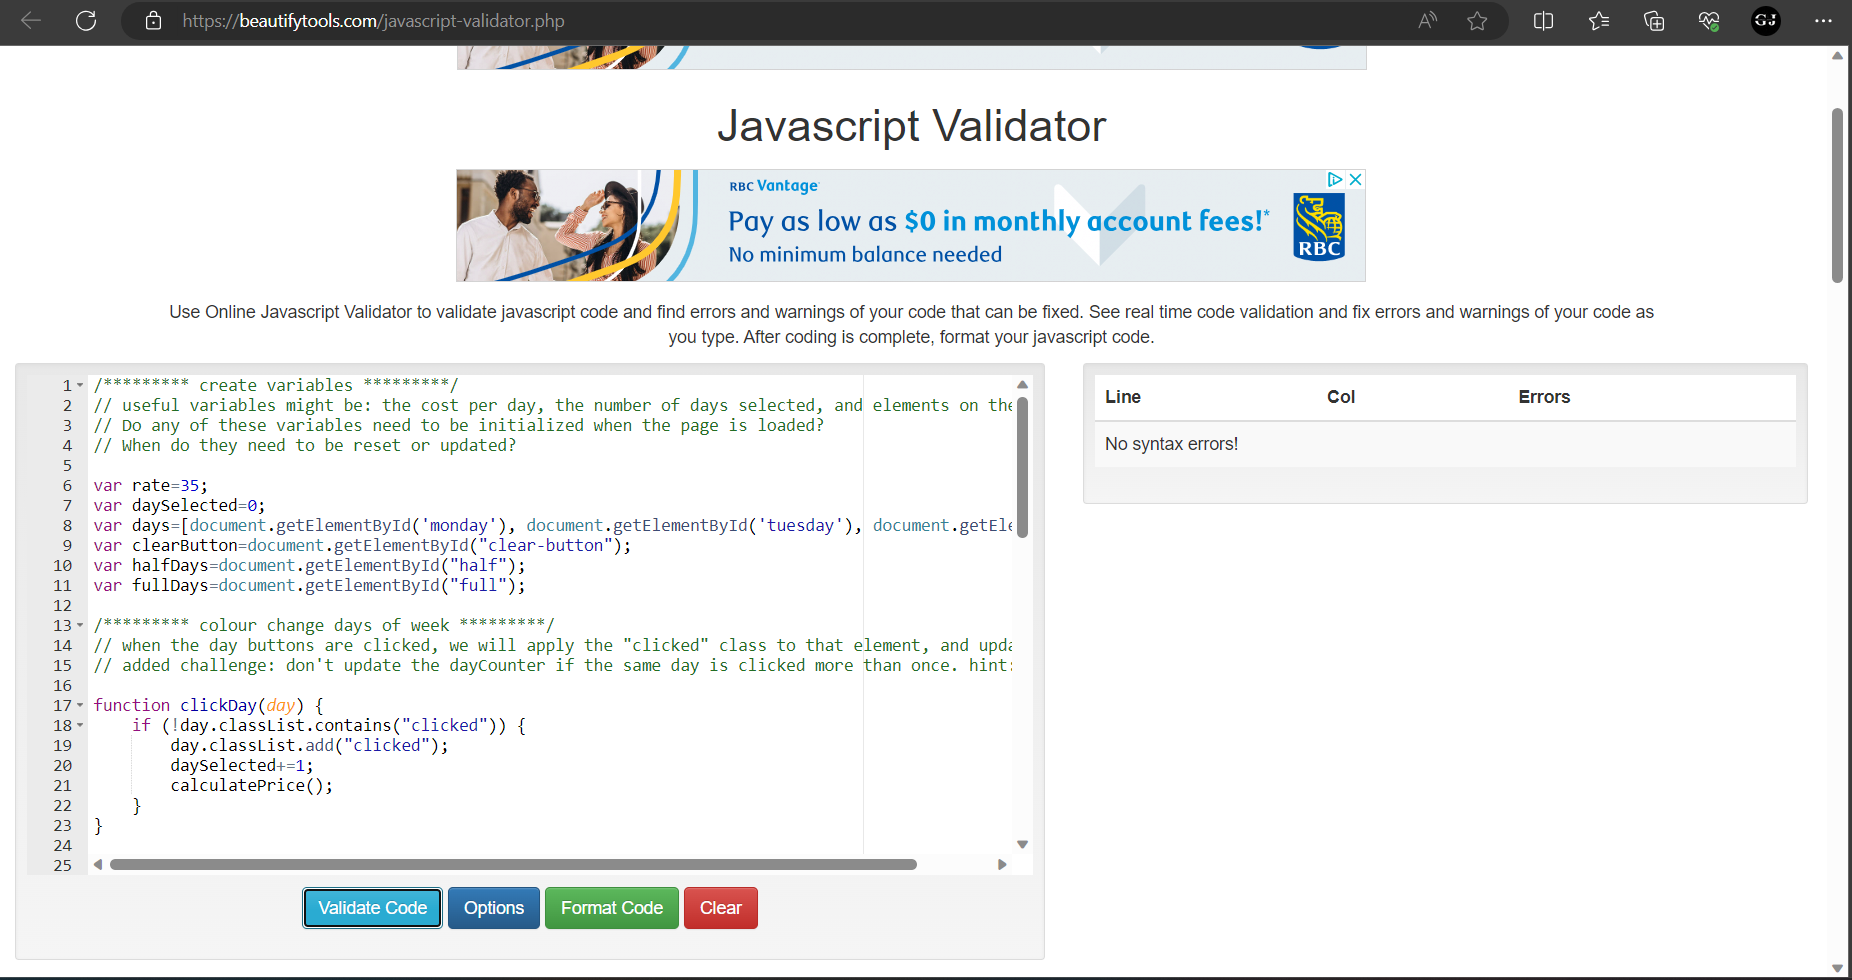 https://beautifytools.com/javascript-validator.php
GJ
Javascript Validator
RBC Vantage
Pay as low as $0 in monthly account fees!*
No minimum balance needed
RBC
Use Online Javascript Validator to validate javascript code and find errors and warnings of your code that can be fixed. See real time code validation and fix errors and warnings of your code as
you type. After coding is complete, format your javascript code.
1 /********* create variables *********/
2 // useful variables might be: the cost per day, the number of days selected, and elements on the
3 // Do any of these variables need to be initialized when the page is loaded?
4 // When do they need to be reset or updated?
5
6 var rate=35;
7 var daySelected=0;
8 var days=[document.getElementById('monday'), document.getElementById('tuesday'), document.getEle
9 var clearButton=document.getElementById("clear-button");
10 var halfDays=document.getElementById("half");
11 var fullDays=document.getElementById("full");
12
13 /********* colour change days of week *********/
14 // when the day buttons are clicked, we will apply the "clicked" class to that element, and upda
15 // added challenge: don't update the dayCounter if the same day is clicked more than once. hint:
16
17 function clickDay(day) {
18 if (!day.classList.contains("clicked")) {
19 day.classList.add("clicked");
20 daySelected+=1;
21 calculatePrice();
22 }
23 }
24
25
Validate Code Options Format Code Clear
Line Col Errors
No syntax errors!